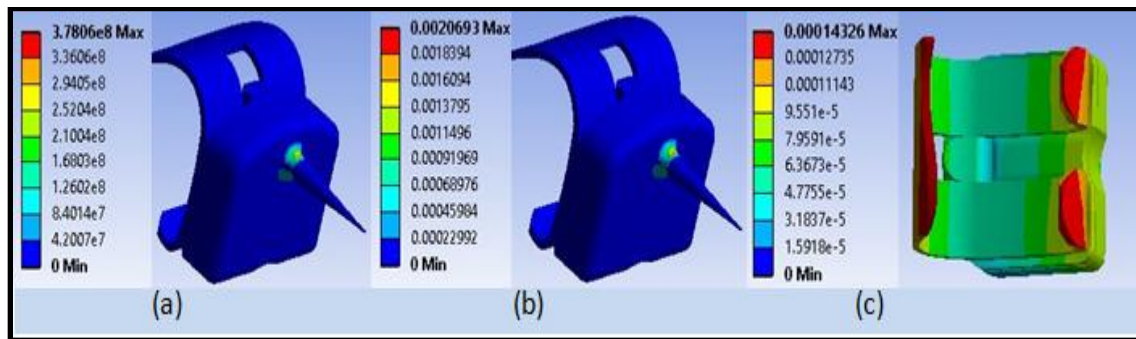 3.7806e8 Max
3.3606e8
2.9405e8
2.5204e8
2.1004e8
1.6803e8
1.2602e8
8.4014e7
4.2007e7
0 Min
(a)
0.0020693 Max
0.0018394
0.0016094
0.0013795
0.0011496
0.00091969
0.00068976
0.00045984
0.00022992
0 Min
(b)
0.00014326 Max
0.00012735
0.00011143
9.551e-5
7.9591e-5
6.3673e-5
4.7755e-5
3.1837e-5
1.5918e-5
0 Min
(c)